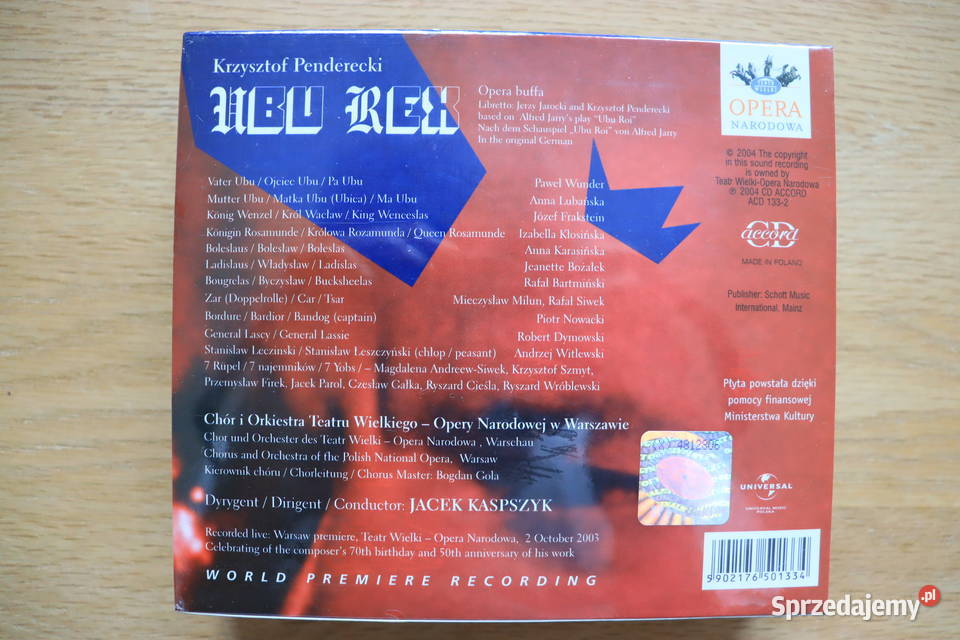 Krzysztof Penderecki
UBU REX
Opera buffa
Libretto: Jerzy Jarocki and Krzysztof Penderecki
based on Alfred Jarry's play "Ubu Roi"
Nach dem Schauspiel „Ubu Roi" von Alfred Jarry
In the original German
OPERA
NARODOWA
© 2004 The copyright
in this sound recording
is owned by
Teatr Wielki-Opera Narodowa
℗ 2004 CD ACCORD
ACD 133-2
accord
CD
MADE IN POLAND
Publisher: Schott Music
International, Mainz
Vater Ubu / Ojciec Ubu / Pa Ubu Paweł Wunder
Mutter Ubu / Matka Ubu (Ubica) / Ma Ubu Anna Lubańska
König Wenzel / Król Wacław / King Wenceslas Józef Frakstein
Königin Rosamunde / Królowa Rozamunda / Queen Rosamunde Izabella Kłosińska
Boleslaus / Bolesław / Boleslas Anna Karasińska
Ladislaus / Władysław / Ladislas Jeanette Bożałek
Bougrelas / Byczysław / Bucksheelas Rafał Bartmiński
Zar (Doppelrolle) / Car / Tsar Mieczysław Milun, Rafał Siwek
Bordure / Bardior / Bandog (captain) Piotr Nowacki
General Lascy / General Lassie Robert Dymowski
Stanislaw Leczinski / Stanisław Leszczyński (chłop / peasant) Andrzej Witlewski
7 Rüpel / 7 najemników / 7 Yobs / – Magdalena Andreew-Siwek, Krzysztof Szmyt,
Przemysław Firek, Jacek Parol, Czesław Gałka, Ryszard Cieśla, Ryszard Wróblewski
Płyta powstała dzięki
pomocy finansowej
Ministerstwa Kultury
Chór i Orkiestra Teatru Wielkiego – Opery Narodowej w Warszawie
Chor und Orchester des Teatr Wielki – Opera Narodowa , Warschau
Chorus and Orchestra of the Polish National Opera, Warsaw
Kierownik chóru / Chorleitung / Chorus Master: Bogdan Gola
4812306
UNIVERSAL
UNIVERSAL MUSIC
POLSKA
Dyrygent / Dirigent / Conductor: JACEK KASPSZYK
Recorded live: Warsaw premiere, Teatr Wielki – Opera Narodowa, 2 October 2003
Celebrating of the composer's 70th birthday and 50th anniversary of his work
WORLD PREMIERE RECORDING
5 902176 501334
Sprzedajemy.pl